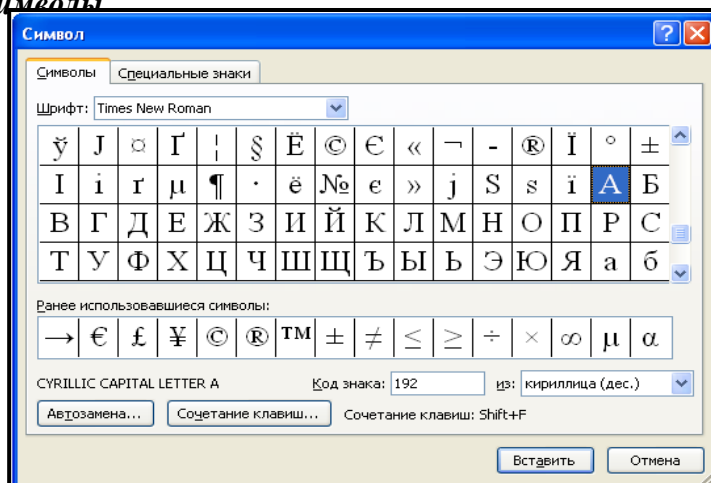 имволы
Символ
Символы Специальные знаки
Шрифт: Times New Roman
ў Ј ¤ Ґ ¦ § Ё © Є « ¬ - ® Ї ° ±
І і ґ µ ¶ · ё № є » ј Ѕ ѕ ї А Б
В Г Д Е Ж З И Й К Л М Н О П Р С
Т У Ф Х Ц Ч Ш Щ Ъ Ы Ь Э Ю Я а б
Ранее использовавшиеся символы:
→ € £ ¥ © ® ™ ± ≠ ≤ ≥ ÷ × ∞ µ α
CYRILLIC CAPITAL LETTER A Код знака: 192 из: кириллица (дес.)
Автозамена... Сочетание клавиш... Сочетание клавиш: Shift+F
Вставить Отмена